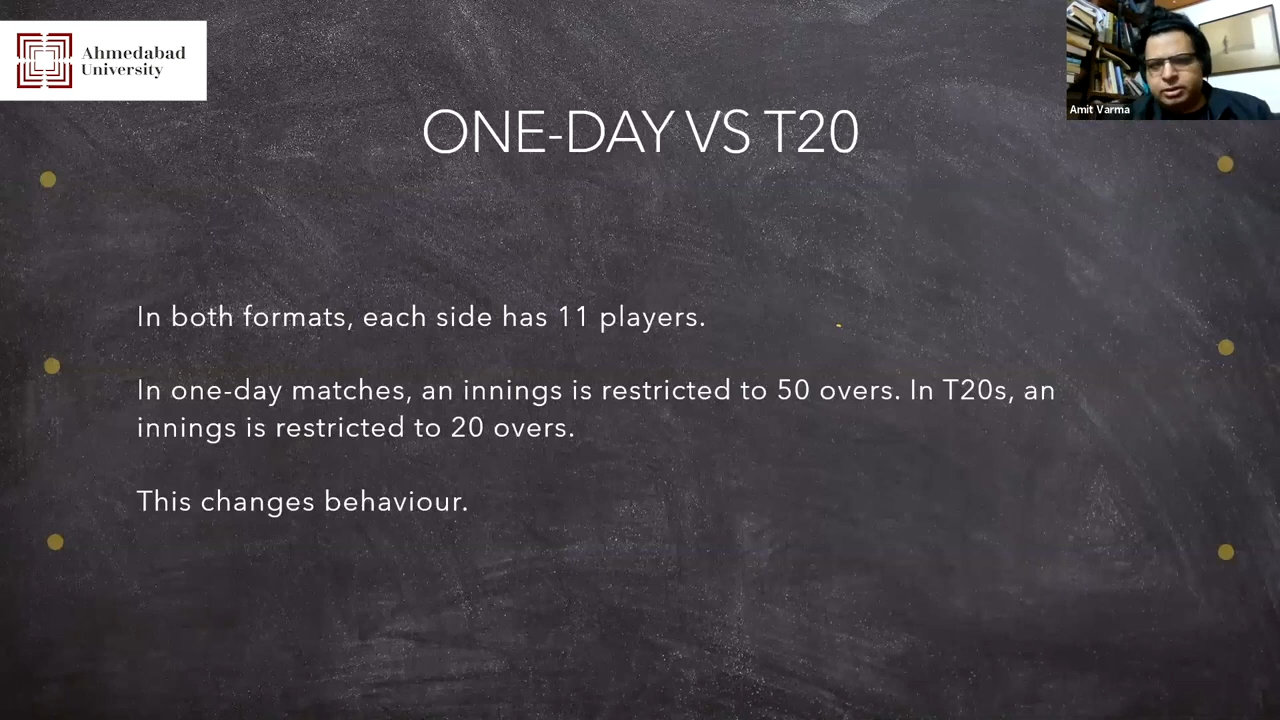 Ahmedabad
University
Amit Varma
ONE-DAY VS T20
In both formats, each side has 11 players.
In one-day matches, an innings is restricted to 50 overs. In T20s, an
innings is restricted to 20 overs.
This changes behaviour.